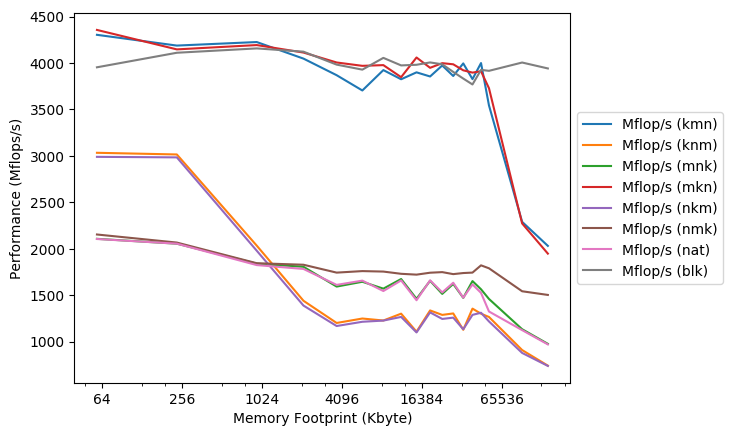 4500
4000
3500
3000
2500
2000
1500
1000
Performance (Mflops/s)
64 256 1024 4096 16384 65536
Memory Footprint (Kbyte)
Mflop/s (kmn)
Mflop/s (knm)
Mflop/s (mnk)
Mflop/s (mkn)
Mflop/s (nkm)
Mflop/s (nmk)
Mflop/s (nat)
Mflop/s (blk)